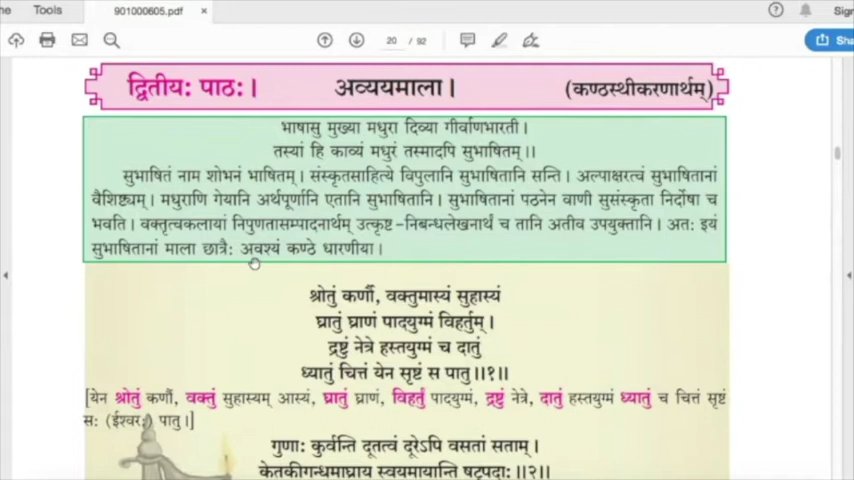 Tools
901000605.pdf ×
Sign
20 / 92
Sha
द्वितीयः पाठः। अव्ययमाला। (कण्ठस्थीकरणार्थम्)
भाषासु मुख्या मधुरा दिव्या गीर्वाणभारती।
तस्यां हि काव्यं मधुरं तस्मादपि सुभाषितम्॥
सुभाषितं नाम शोभनं भाषितम्। संस्कृतसाहित्ये विपुलानि सुभाषितानि सन्ति। अल्पाक्षरत्वं सुभाषितानां
वैशिष्ट्यम्। मधुराणि गेयानि अर्थपूर्णानि एतानि सुभाषितानि। सुभाषितानां पठनेन वाणी सुसंस्कृता निर्दोषा च
भवति। वक्तृत्वकलायां निपुणतासम्पादनार्थम् उत्कृष्ट-निबन्धलेखनार्थं च तानि अतीव उपयुक्तानि। अतः इयं
सुभाषितानां माला छात्रैः अवश्यं कण्ठे धारणीया।
श्रोतुं कर्णौ, वक्तुमास्यं सुहास्यं
घ्रातुं घ्राणं पादयुग्मं विहर्तुम्।
द्रष्टुं नेत्रे हस्तयुग्मं च दातुं
ध्यातुं चित्तं येन सृष्टं स पातु॥१॥
[येन श्रोतुं कर्णौ, वक्तुं सुहास्यम् आस्यं, घ्रातुं घ्राणं, विहर्तुं पादयुग्मं, द्रष्टुं नेत्रे, दातुं हस्तयुग्मं ध्यातुं च चित्तं सृष्टं
सः (ईश्वरः) पातु।]
गुणाः कुर्वन्ति दूतत्वं दूरेऽपि वसतां सताम्।
केतकीगन्धमाघ्राय स्वयमायान्ति षट्पदाः॥२॥